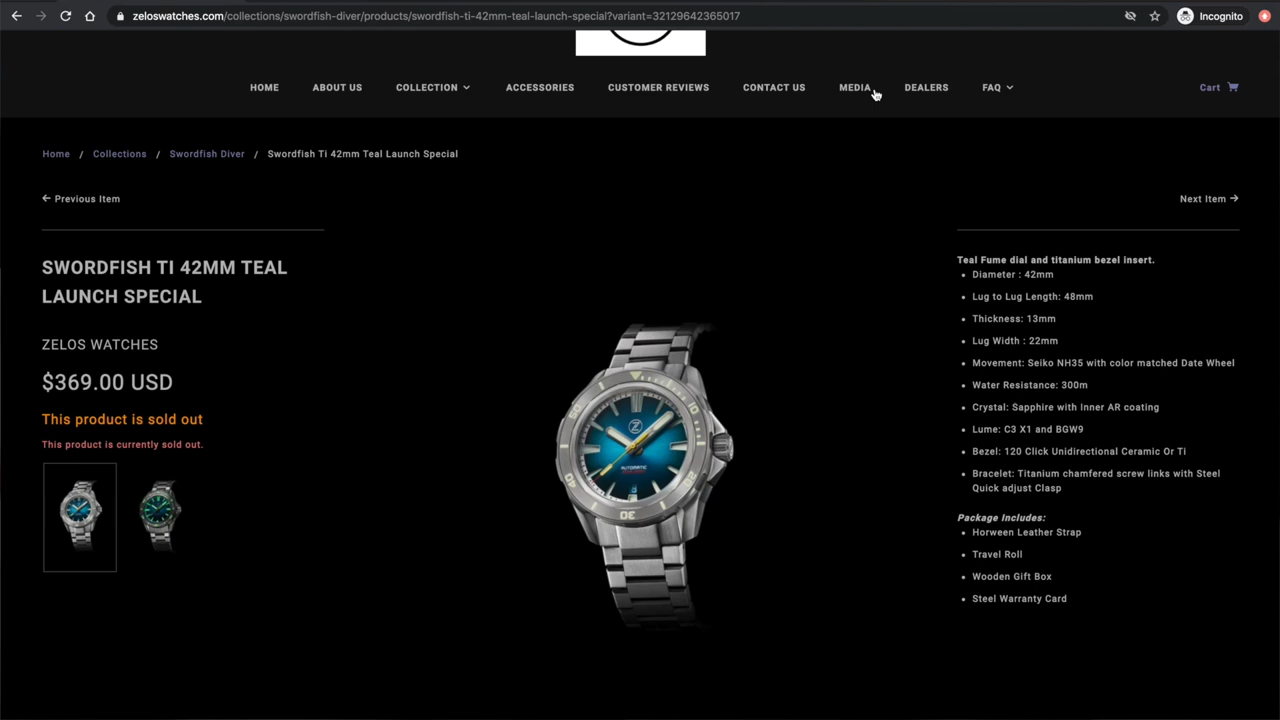 zeloswatches.com/collections/swordfish-diver/products/swordfish-ti-42mm-teal-launch-special?variant=32129642365017
Incognito
HOME ABOUT US COLLECTION ACCESSORIES CUSTOMER REVIEWS CONTACT US MEDIA DEALERS FAQ Cart
Home / Collections / Swordfish Diver / Swordfish Ti 42mm Teal Launch Special
Previous Item
Next Item
SWORDFISH TI 42MM TEAL
LAUNCH SPECIAL
ZELOS WATCHES
$369.00 USD
This product is sold out
This product is currently sold out.
10
20
30
40
50
AUTOMATIC
Teal Fume dial and titanium bezel insert.
Diameter : 42mm
Lug to Lug Length: 48mm
Thickness: 13mm
Lug Width : 22mm
Movement: Seiko NH35 with color matched Date Wheel
Water Resistance: 300m
Crystal: Sapphire with Inner AR coating
Lume: C3 X1 and BGW9
Bezel: 120 Click Unidirectional Ceramic Or Ti
Bracelet: Titanium chamfered screw links with Steel
Quick adjust Clasp
Package Includes:
Horween Leather Strap
Travel Roll
Wooden Gift Box
Steel Warranty Card